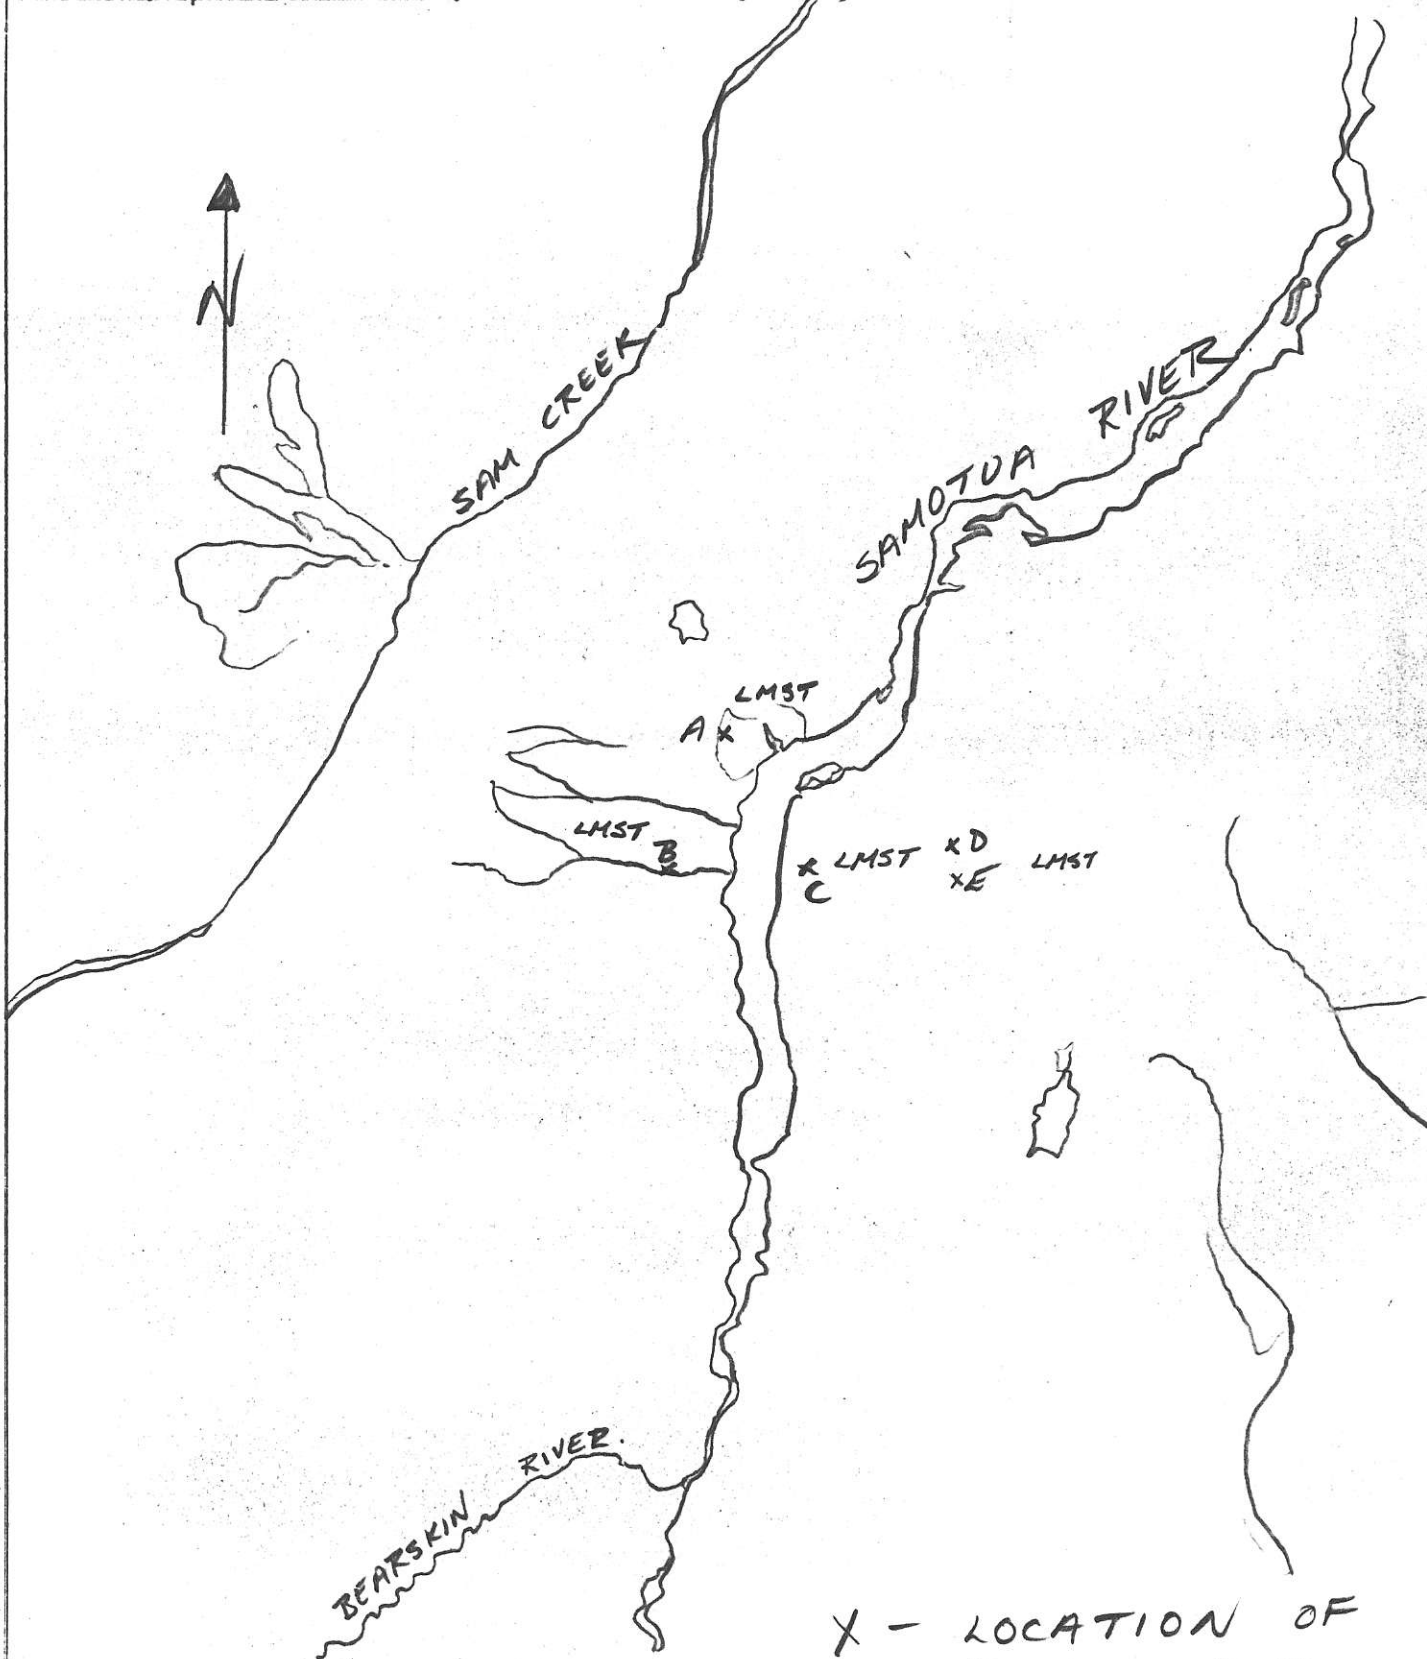 N
SAM CREEK
SAMOTUA RIVER
LMST
A x
LMST
B
x
x LMST x D
C x E LMST
BEARSKIN RIVER.
X - LOCATION OF